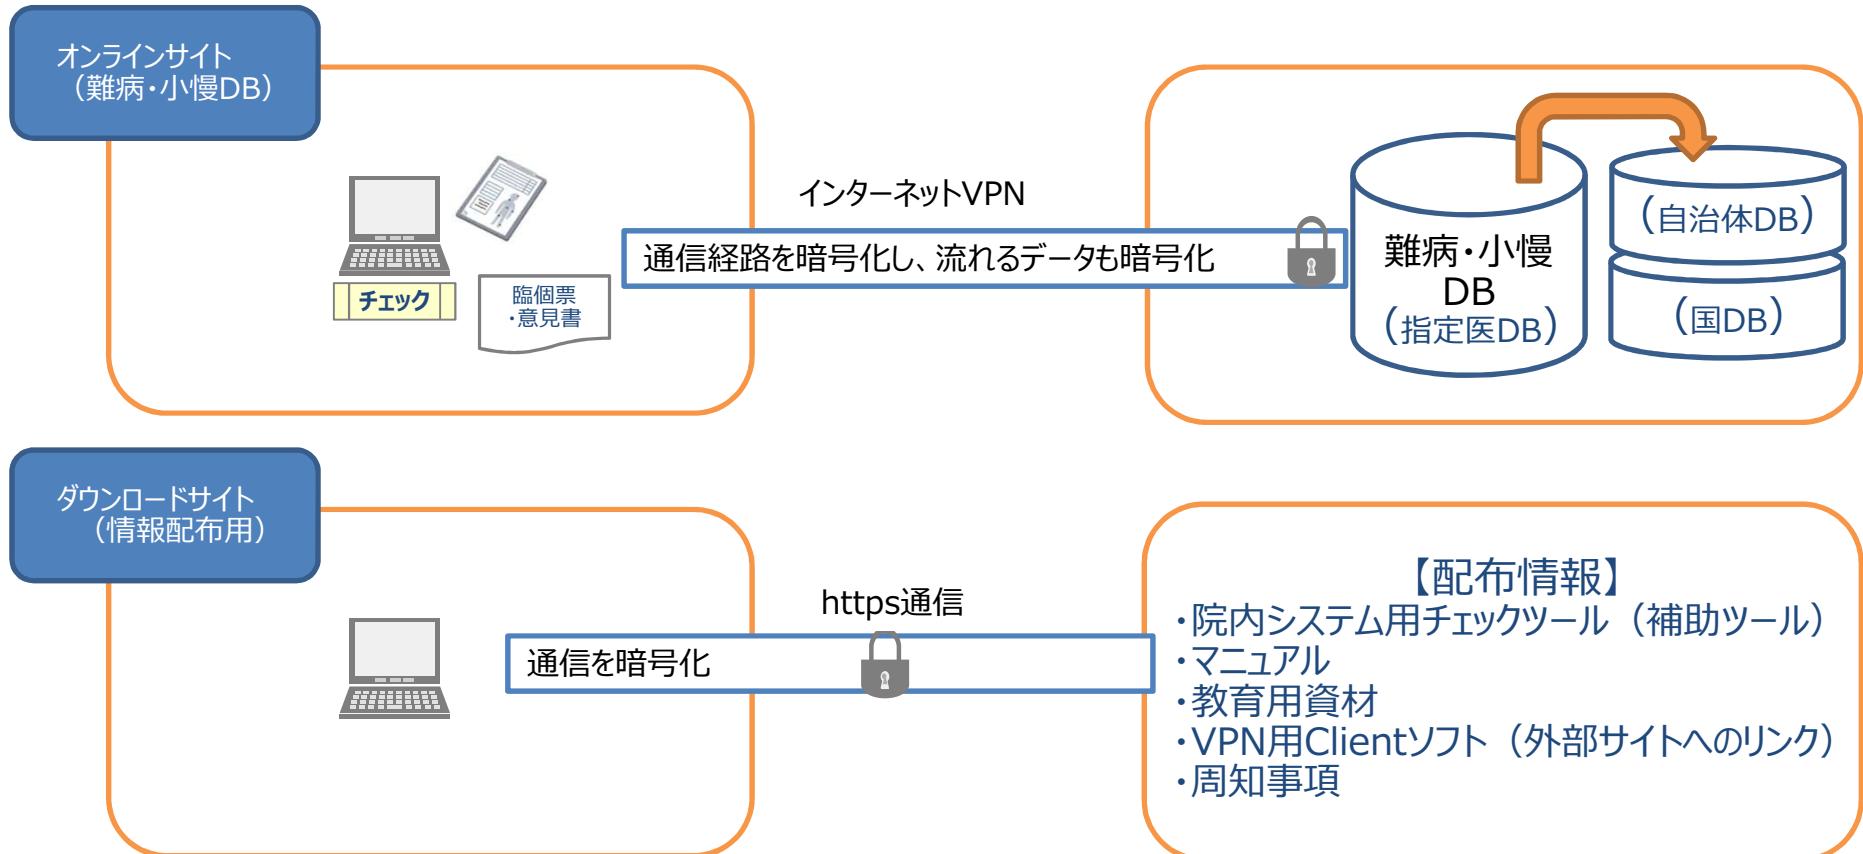 オンラインサイト
（難病・小慢DB）
インターネットVPN
通信経路を暗号化し、流れるデータも暗号化
チェック
臨個票
・意見書
難病・小慢
DB
（指定医DB）
（自治体DB）
（国DB）
ダウンロードサイト
（情報配布用）
https通信
通信を暗号化
【配布情報】
・院内システム用チェックツール（補助ツール）
・マニュアル
・教育用資材
・VPN用Clientソフト（外部サイトへのリンク）
・周知事項